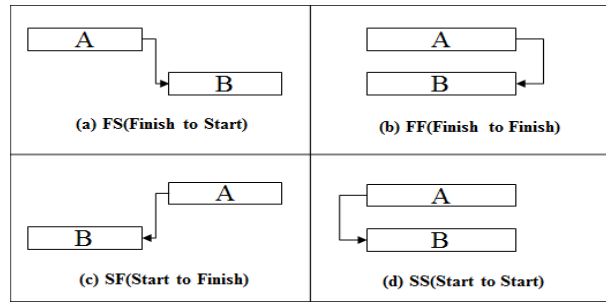 A
B
(a) FS(Finish to Start)
A
B
(b) FF(Finish to Finish)
A
B
(c) SF(Start to Finish)
A
B
(d) SS(Start to Start)